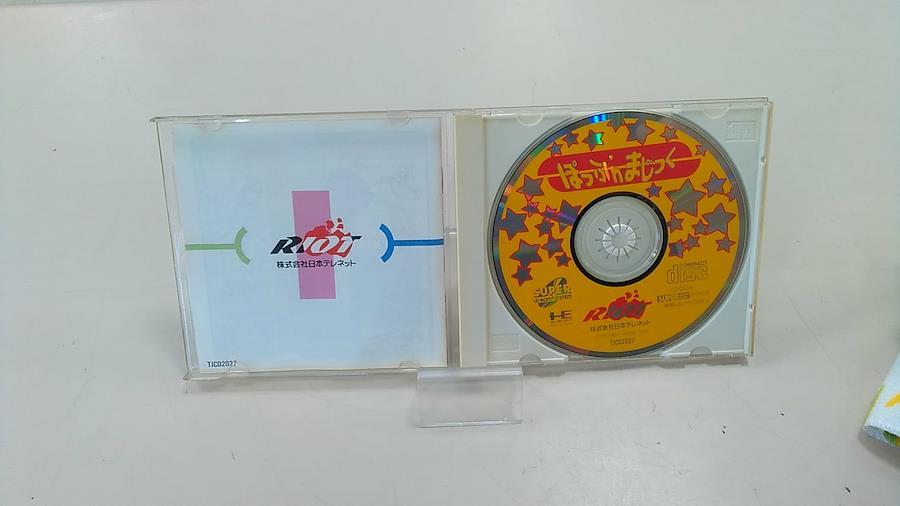 RIOT
株式会社日本テレネット
TJCD2027
ぽっぷnまじっく
COMPACT
disc
SUPER
CD-ROM² SYSTEM
HE
RIOT
株式会社日本テレネット
TJCD2027